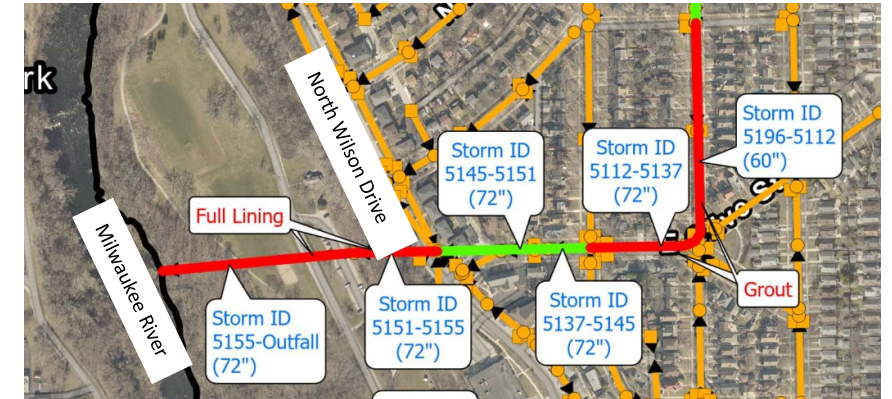 rk
North Wilson Drive
Storm ID
5196-5112
(60")
Storm ID
5145-5151
(72")
Storm ID
5112-5137
(72")
Full Lining
Milwaukee River
Grout
Storm ID
5155-Outfall
(72")
Storm ID
5151-5155
(72")
Storm ID
5137-5145
(72")